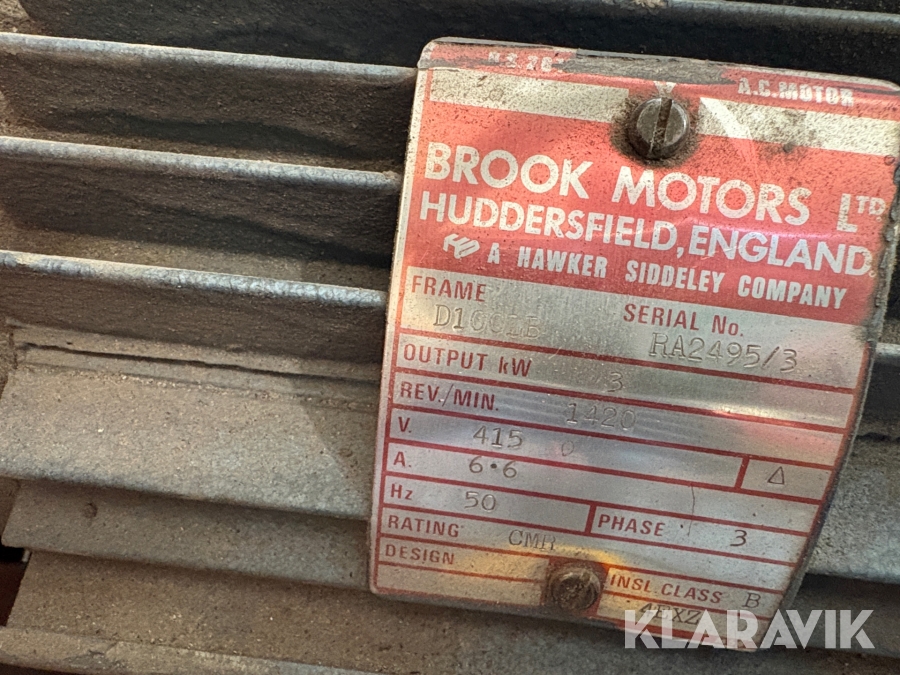 A.C. MOTOR
BROOK MOTORS LTD
HUDDERSFIELD, ENGLAND.
A HAWKER SIDDELEY COMPANY
FRAME SERIAL No.
RA2495/3
OUTPUT kW 3
REV./MIN. 1420
V. 415 Δ
A. 6.6
Hz 50 PHASE 3
RATING CMR
DESIGN INSL.CLASS B
KLARAVIK